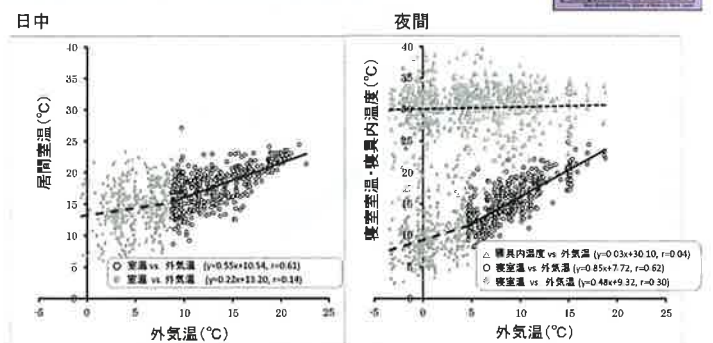 日中
夜間
居間室温(℃)
40
35
30
25
20
15
10
5
0
-5
0
5
10
15
20
25
外気温(℃)
○ 室温 vs 外気温 (y=0.55x+10.54, r=0.61)
室温 vs 外気温 (y=0.22x+13.20, r=0.14)
寝室室温・寝具内温度(℃)
40
35
30
25
20
15
10
5
0
-5
0
5
10
15
20
25
外気温(℃)
△ 寝具内温度 vs 外気温 (y=0.03x+30.10, r=0.04)
○ 寝室温 vs 外気温 (y=0.85x+7.72, r=0.62)
寝室温 vs 外気温 (y=0.48x+9.32, r=0.30)